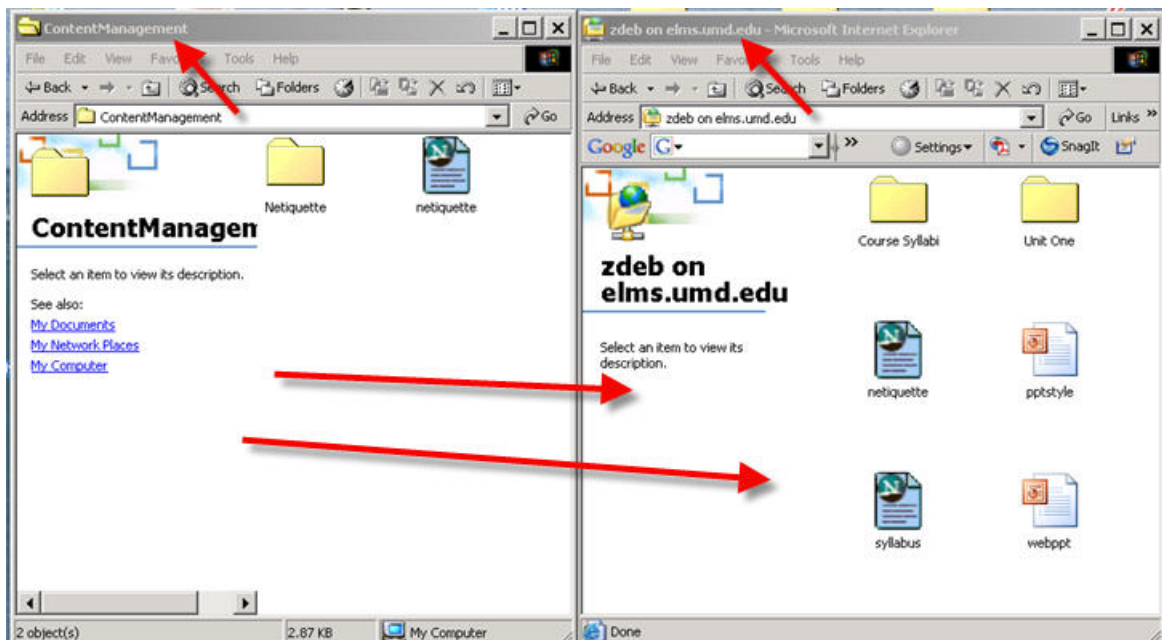 ContentManagement
File Edit View Favo Tools Help
Back Search Folders
Address ContentManagement Go
Netiquette
netiquette
ContentManagem
Select an item to view its description.
See also:
My Documents
My Network Places
My Computer
2 object(s) 2.87 KB My Computer
zdeb on elms.umd.edu - Microsoft Internet Explorer
File Edit View Favo Tools Help
Back Search Folders
Address zdeb on elms.umd.edu Go Links »
Google G » Settings SnagIt
Course Syllabi
Unit One
zdeb on
elms.umd.edu
Select an item to view its
description.
netiquette
pptstyle
syllabus
webppt
Done